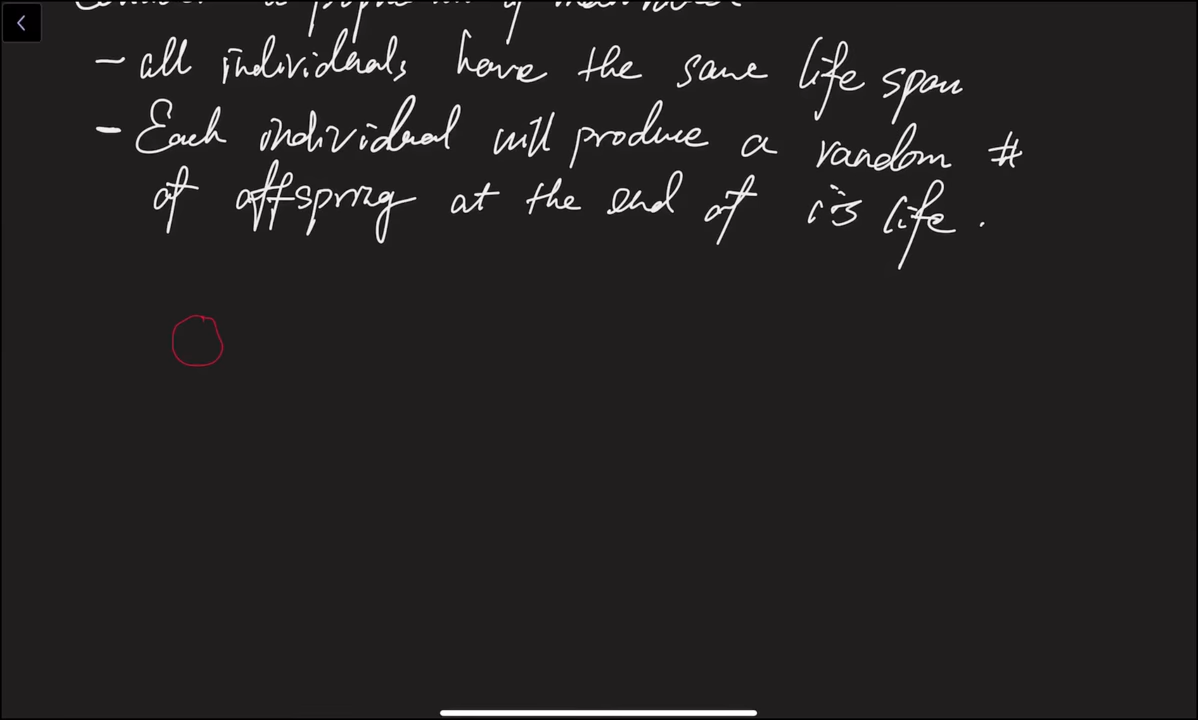 - all individuals have the same life span
- Each individual will produce a random #
of offspring at the end of is life.